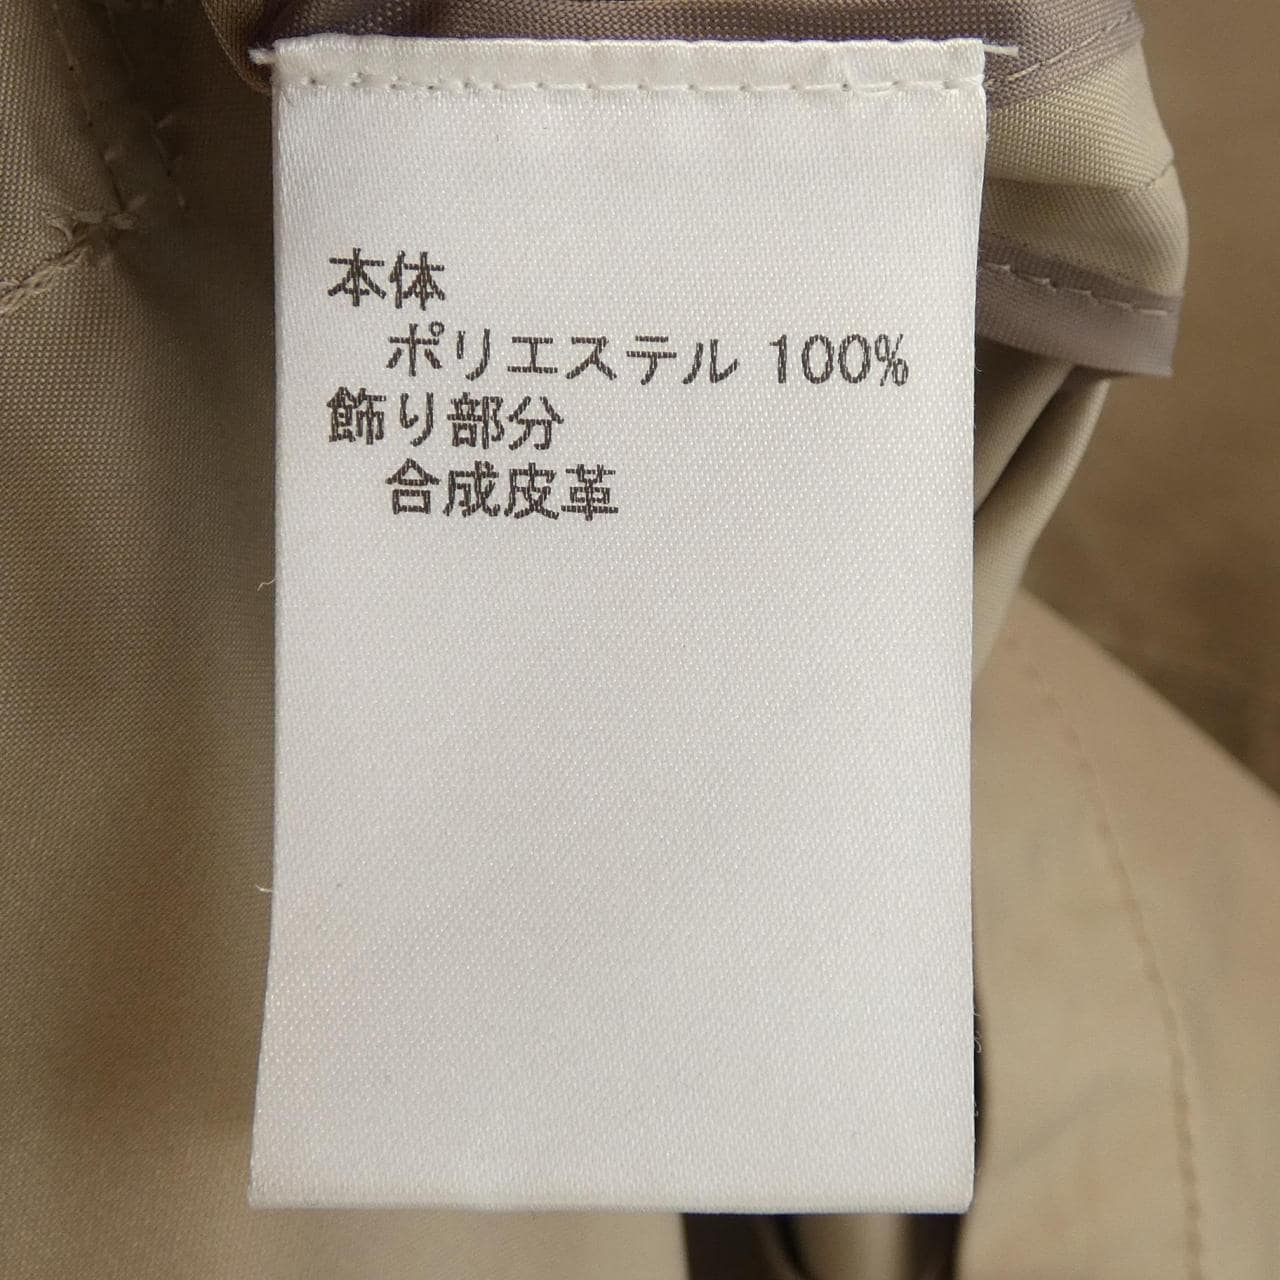 本体
ポリエステル 100%
飾り部分
合成皮革